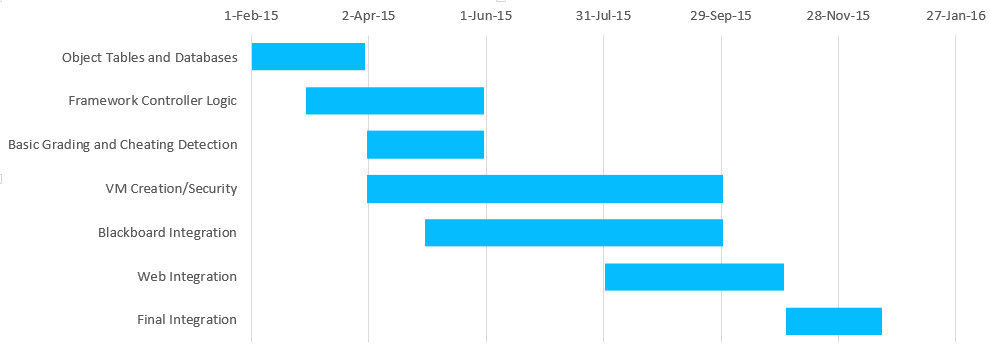 1-Feb-15 2-Apr-15 1-Jun-15 31-Jul-15 29-Sep-15 28-Nov-15 27-Jan-16
Object Tables and Databases
Framework Controller Logic
Basic Grading and Cheating Detection
VM Creation/Security
Blackboard Integration
Web Integration
Final Integration